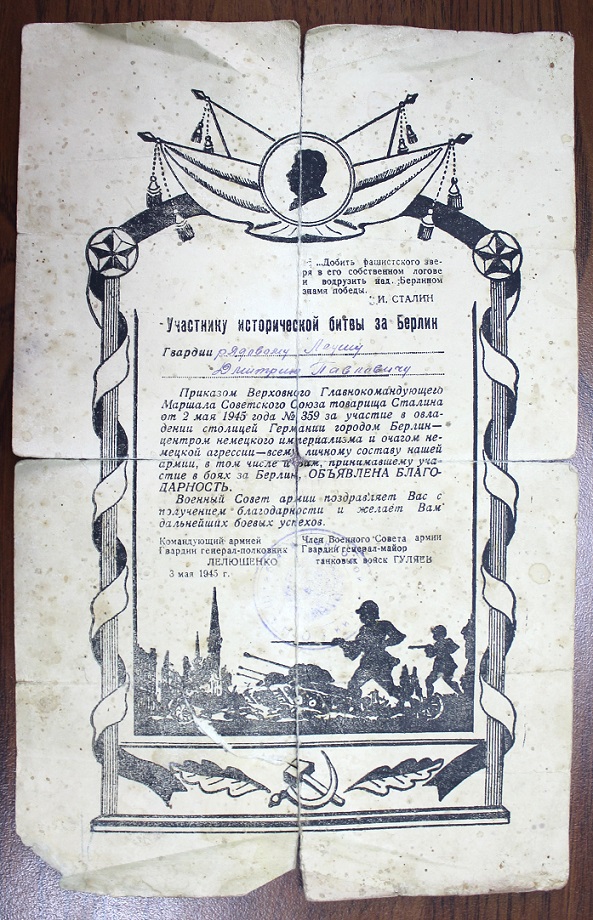 „...Добить фашистского зве-
ря в его собственном логове
и водрузить над Берлином
знамя победы.
И. СТАЛИН
Участнику исторической битвы за Берлин
Гвардии рядовому
Дмитрию Павловичу
Приказом Верховного Главнокомандующего
Маршала Советского Союза товарища Сталина
от 2 мая 1945 года № 359 за участие в овла-
дении столицей Германии городом Берлин—
центром немецкого империализма и очагом не-
мецкой агрессии—всему личному составу нашей
армии, в том числе и Вам, принимавшему уча-
стие в боях за Берлин, ОБЪЯВЛЕНА БЛАГО-
ДАРНОСТЬ.
Военный Совет армии поздравляет Вас с
получением благодарности и желает Вам
дальнейших боевых успехов.
Командующий армией
Гвардии генерал-полковник
ЛЕЛЮШЕНКО
3 мая 1945 г.
Член Военного Совета армии
Гвардии генерал-майор
танковых войск ГУЛЯЕВ